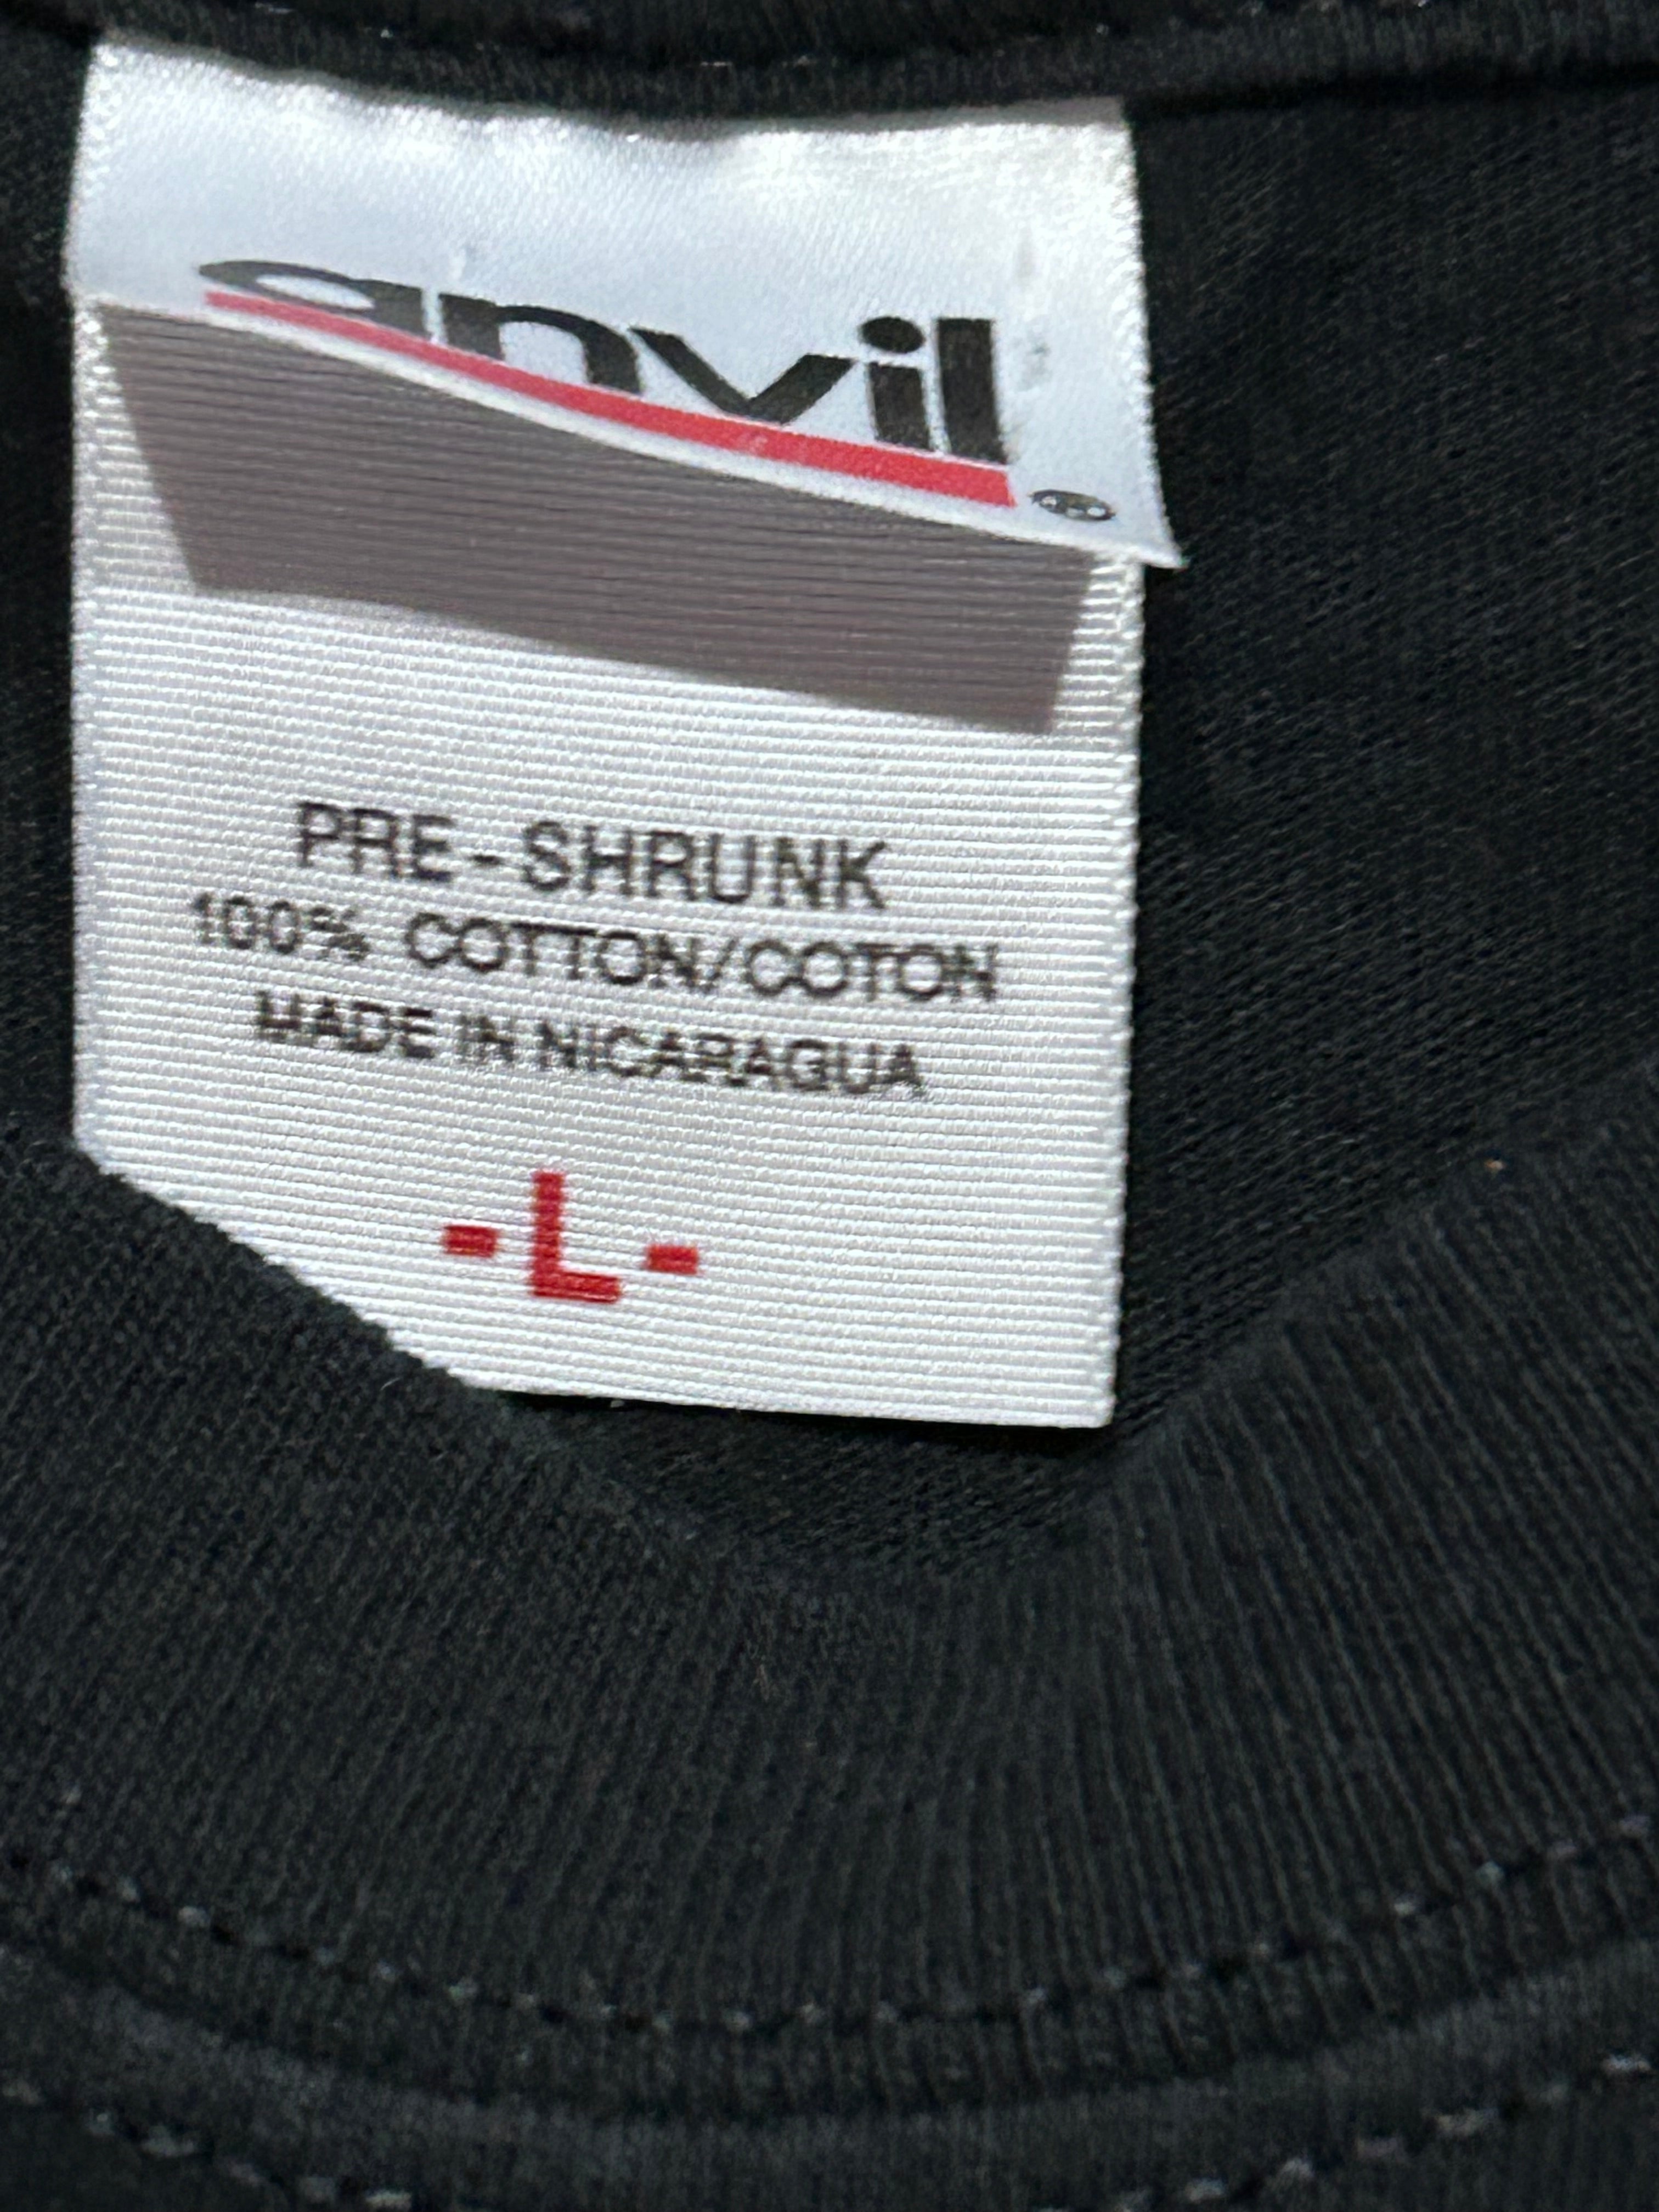 anvil®
PRE-SHRUNK
100% COTTON/COTON
MADE IN NICARAGUA
-L-